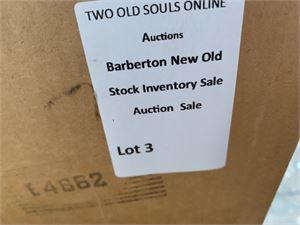 TWO OLD SOULS ONLINE
Auctions
Barberton New Old
Stock Inventory Sale
Auction Sale
Lot 3
E4662